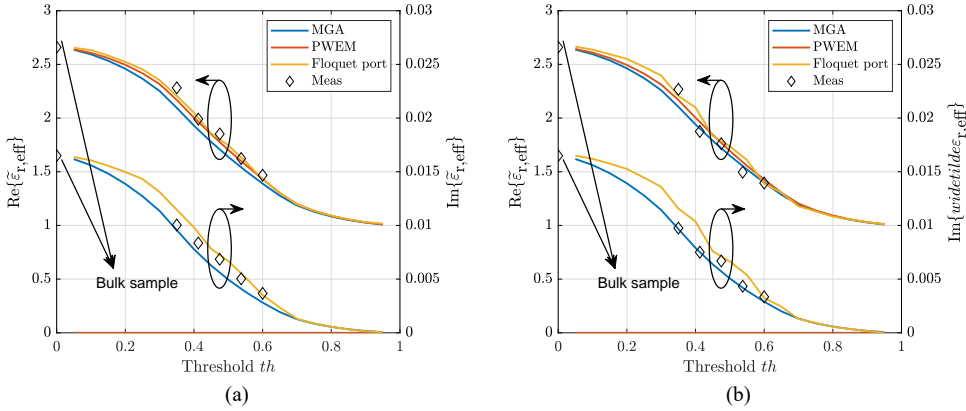 3
2.5
2
1.5
1
0.5
0
0.03
0.025
0.02
0.015
0.01
0.005
0
0
0.2
0.4
0.6
0.8
1
Re{ε̃r,eff}
Im{ε̃r,eff}
Threshold th
MGA
PWEM
Floquet port
Meas
Bulk sample
(a)
3
2.5
2
1.5
1
0.5
0
0.03
0.025
0.02
0.015
0.01
0.005
0
0
0.2
0.4
0.6
0.8
1
Re{ε̃r,eff}
Im{widetildeεr,eff}
Threshold th
MGA
PWEM
Floquet port
Meas
Bulk sample
(b)